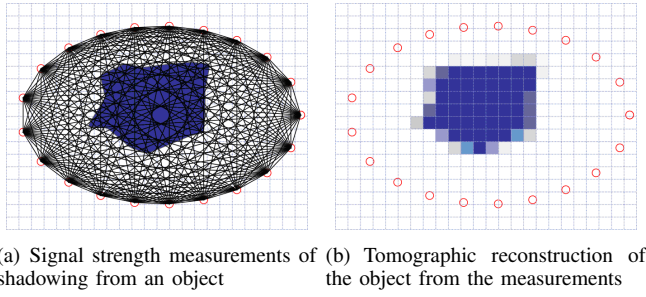 (a) Signal strength measurements of
shadowing from an object
(b) Tomographic reconstruction of
the object from the measurements